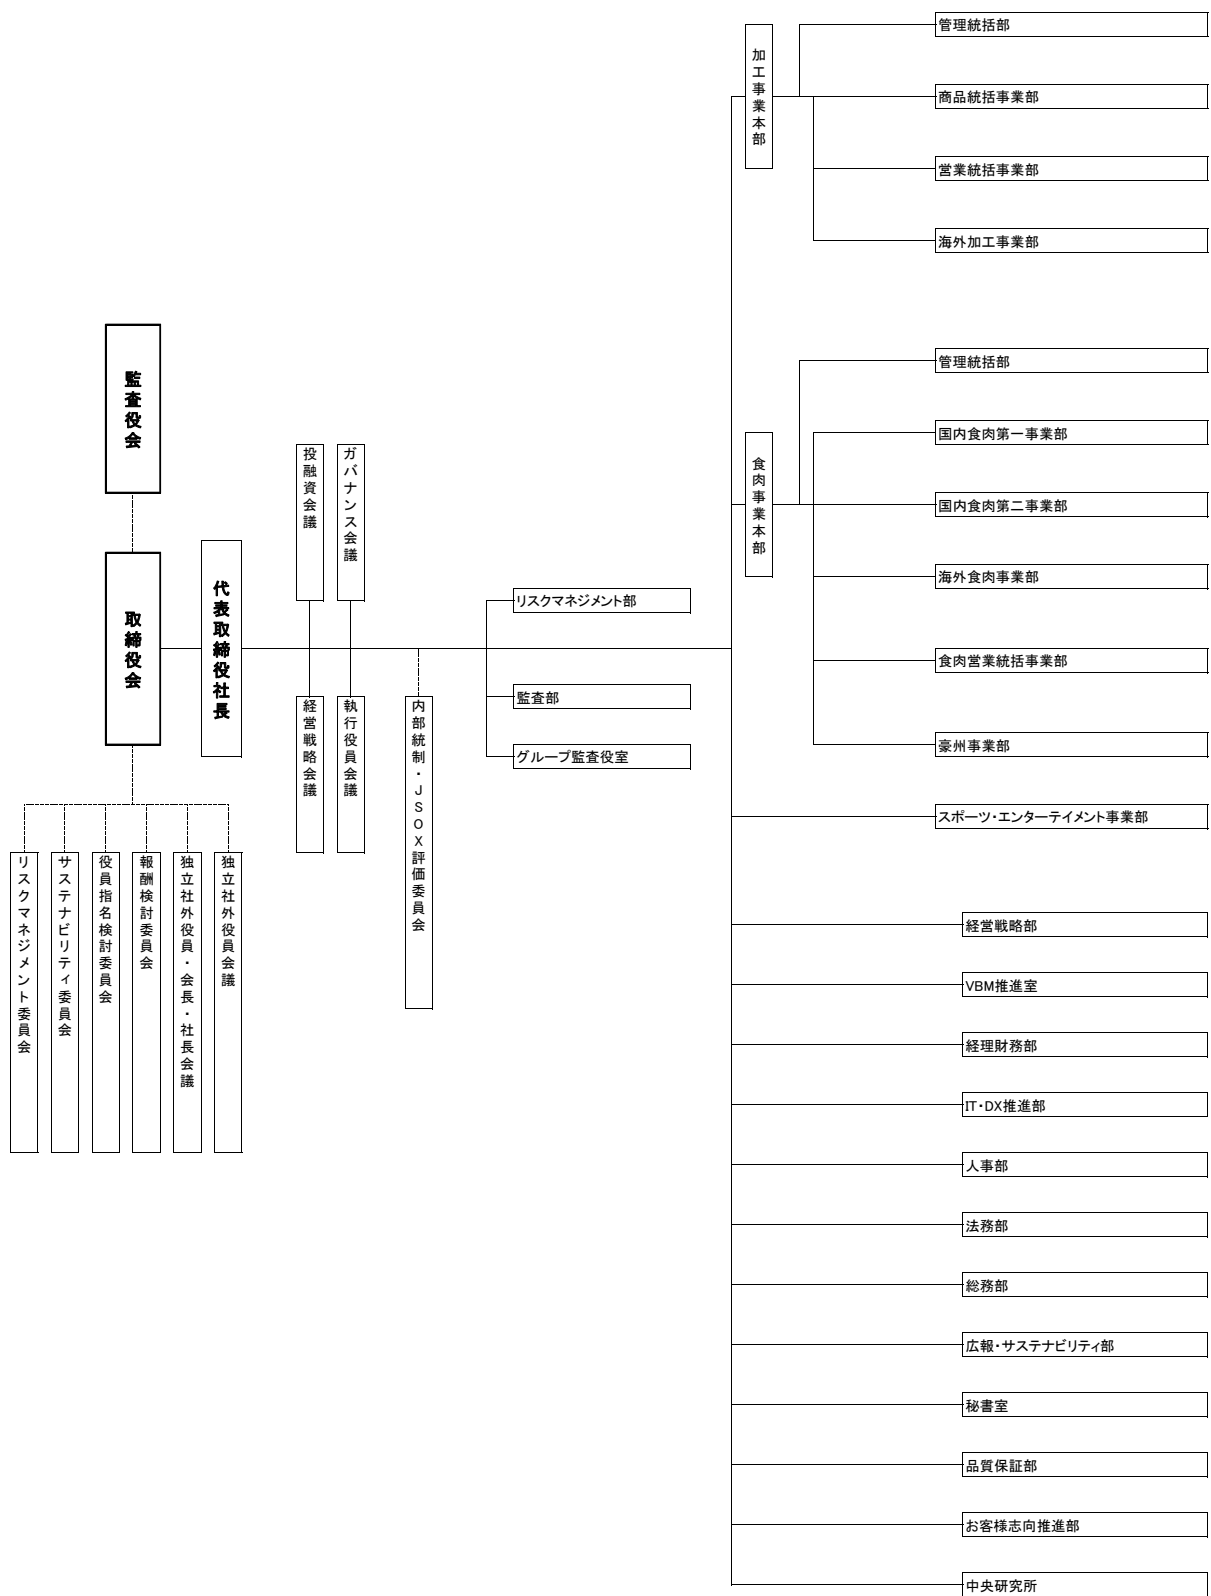 監査役会
取締役会
代表取締役社長
リスクマネジメント委員会
サステナビリティ委員会
役員指名検討委員会
報酬検討委員会
独立社外役員・会長・社長会議
独立社外役員会議
投融資会議
ガバナンス会議
経営戦略会議
執行役員会議
内部統制・JSOX評価委員会
リスクマネジメント部
監査部
グループ監査役室
加工事業本部
管理統括部
商品統括事業部
営業統括事業部
海外加工事業部
食肉事業本部
管理統括部
国内食肉第一事業部
国内食肉第二事業部
海外食肉事業部
食肉営業統括事業部
豪州事業部
スポーツ・エンターテイメント事業部
経営戦略部
VBM推進室
経理財務部
IT・DX推進部
人事部
法務部
総務部
広報・サステナビリティ部
秘書室
品質保証部
お客様志向推進部
中央研究所